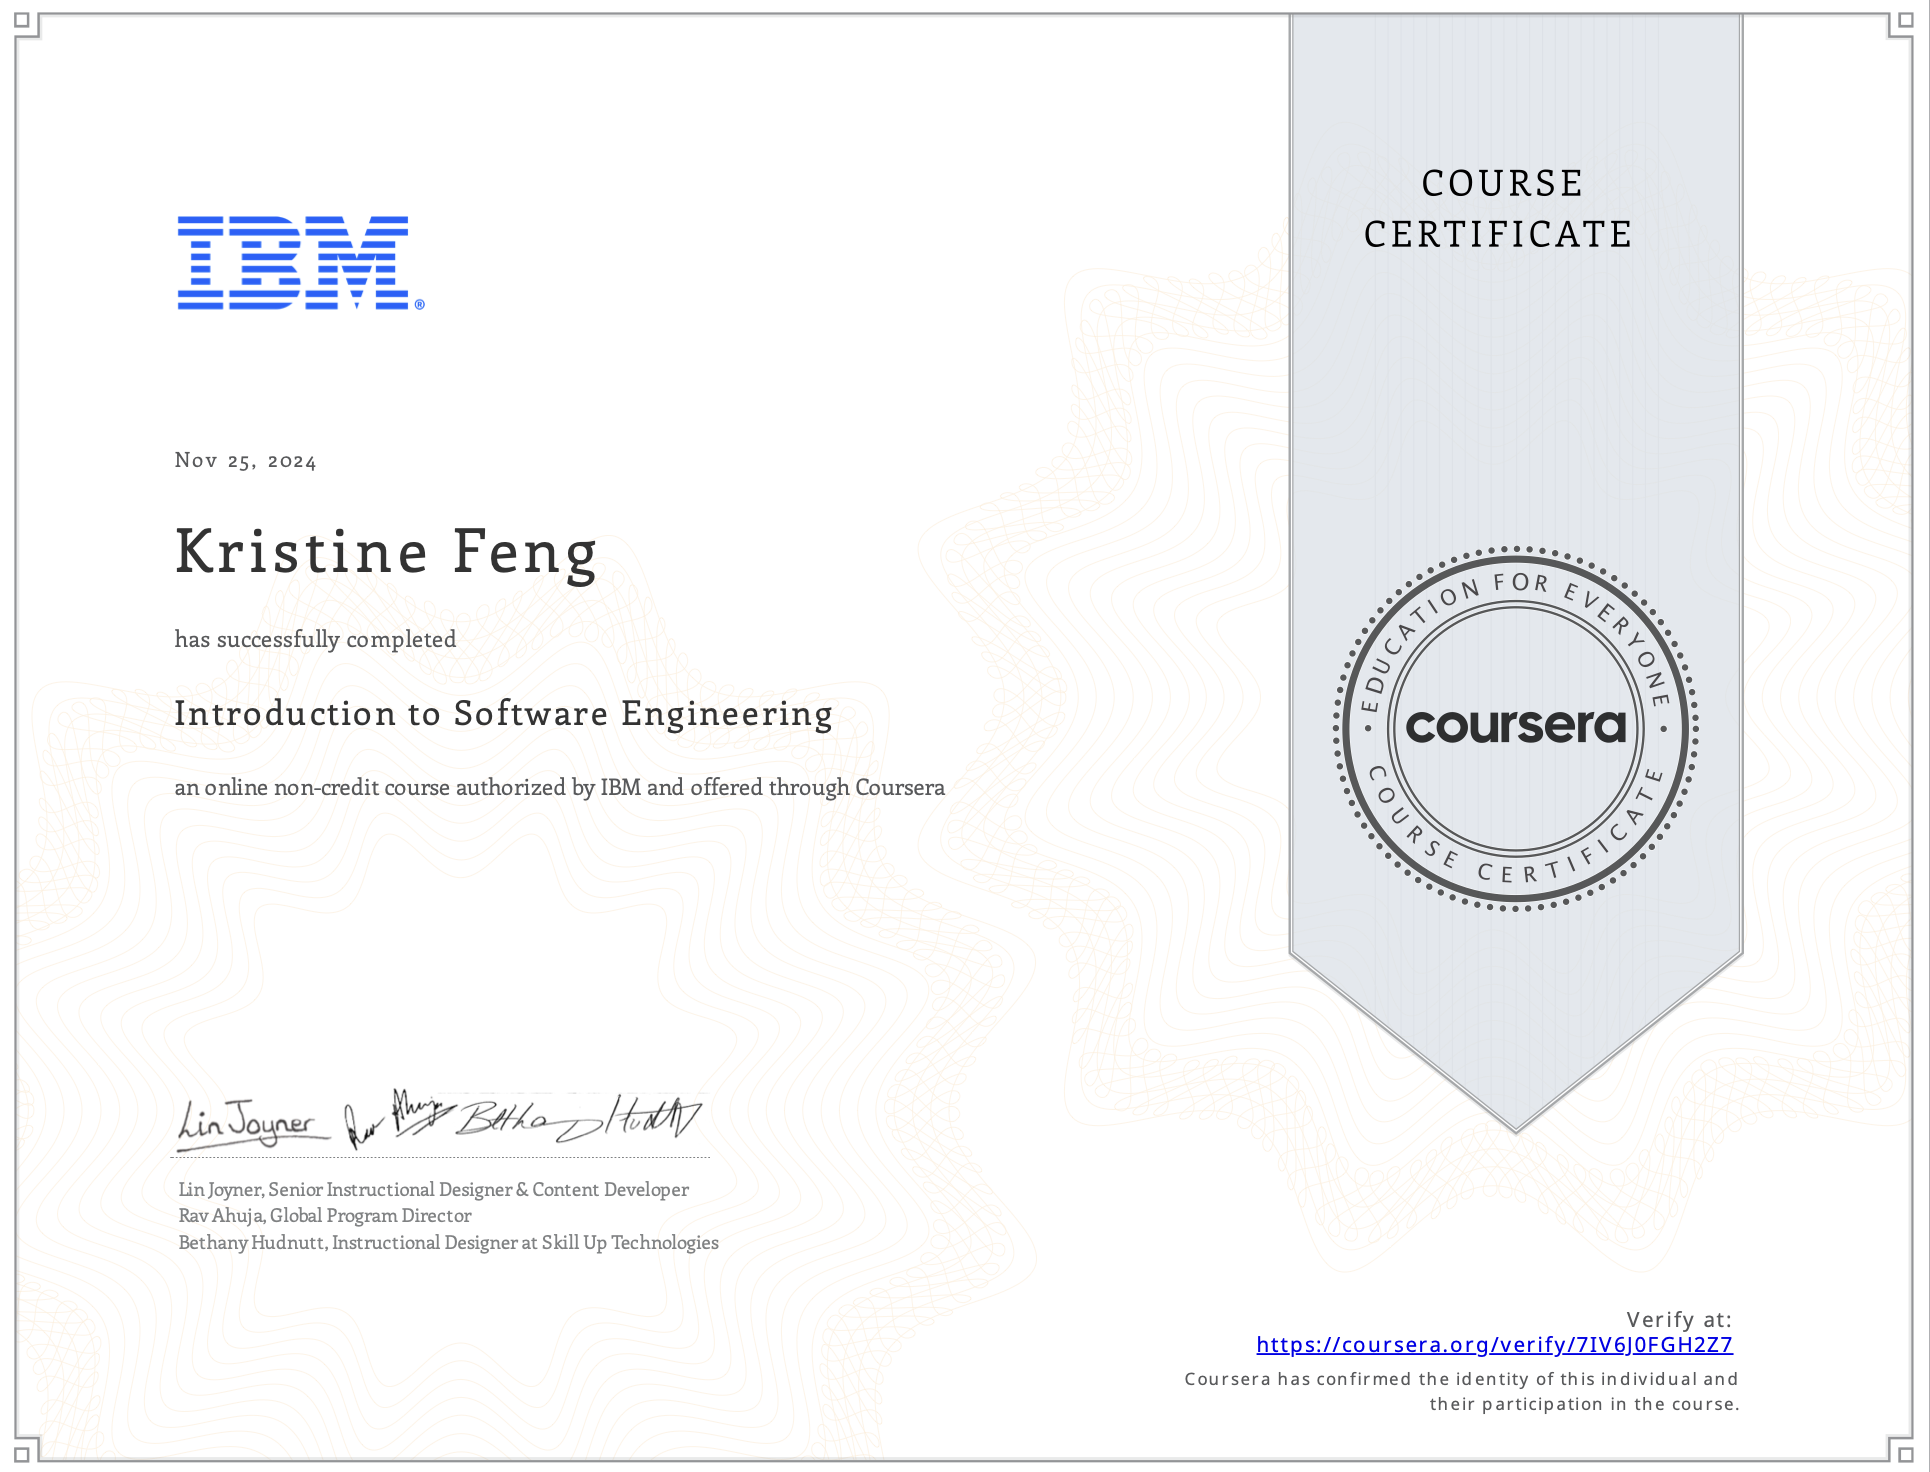 COURSE
CERTIFICATE
IBM®
Nov 25, 2024
Kristine Feng
has successfully completed
Introduction to Software Engineering
an online non-credit course authorized by IBM and offered through Coursera
EDUCATION FOR EVERYONE
coursera
COURSE CERTIFICATE
Lin Joyner Rav Ahuja Bethany Hudnutt
Lin Joyner, Senior Instructional Designer & Content Developer
Rav Ahuja, Global Program Director
Bethany Hudnutt, Instructional Designer at Skill Up Technologies
Verify at:
https://coursera.org/verify/7IV6J0FGH2Z7
Coursera has confirmed the identity of this individual and
their participation in the course.